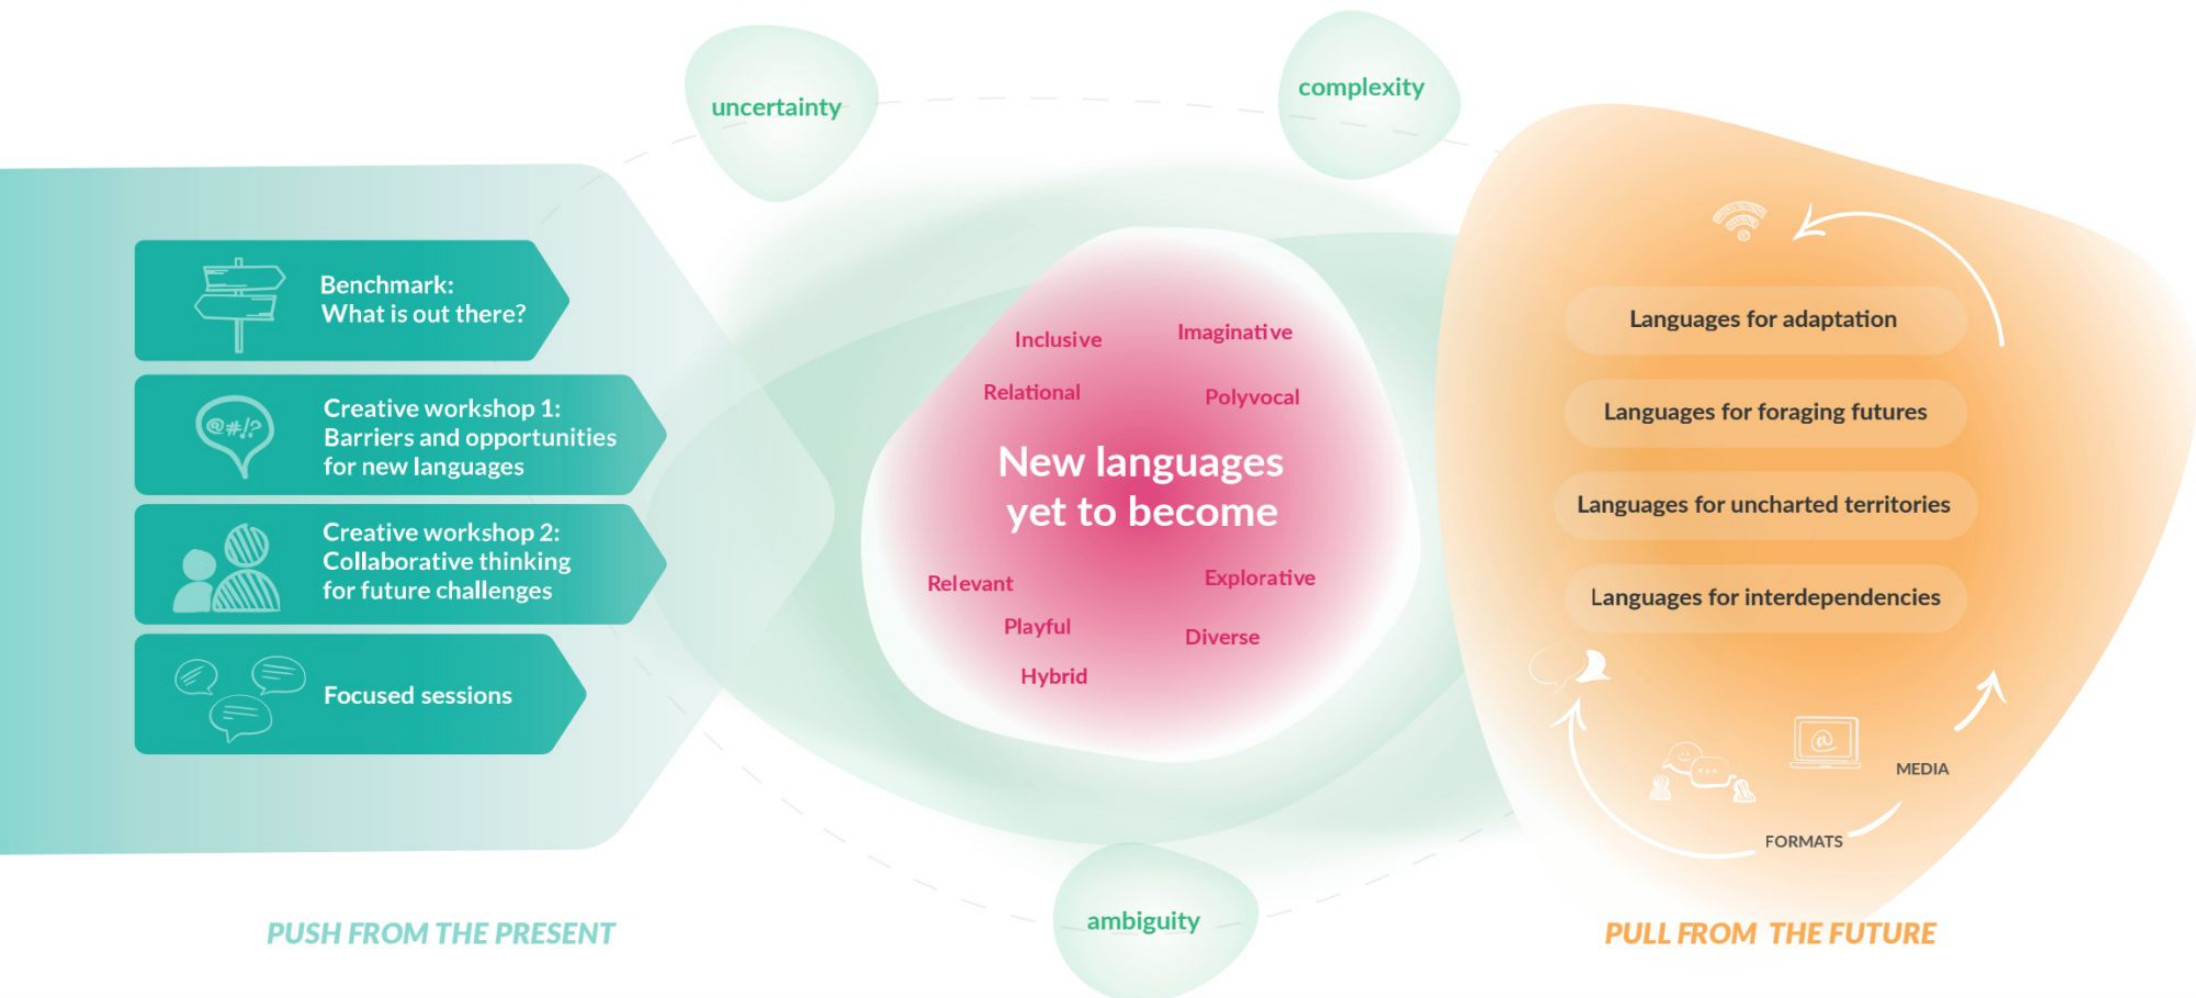 uncertainty
complexity
Benchmark:
What is out there?
Creative workshop 1:
Barriers and opportunities
for new languages
@#/?
Creative workshop 2:
Collaborative thinking
for future challenges
Focused sessions
PUSH FROM THE PRESENT
Inclusive
Imaginative
Relational
Polyvocal
New languages
yet to become
Relevant
Explorative
Playful
Diverse
Hybrid
ambiguity
Languages for adaptation
Languages for foraging futures
Languages for uncharted territories
Languages for interdependencies
@
MEDIA
FORMATS
PULL FROM THE FUTURE